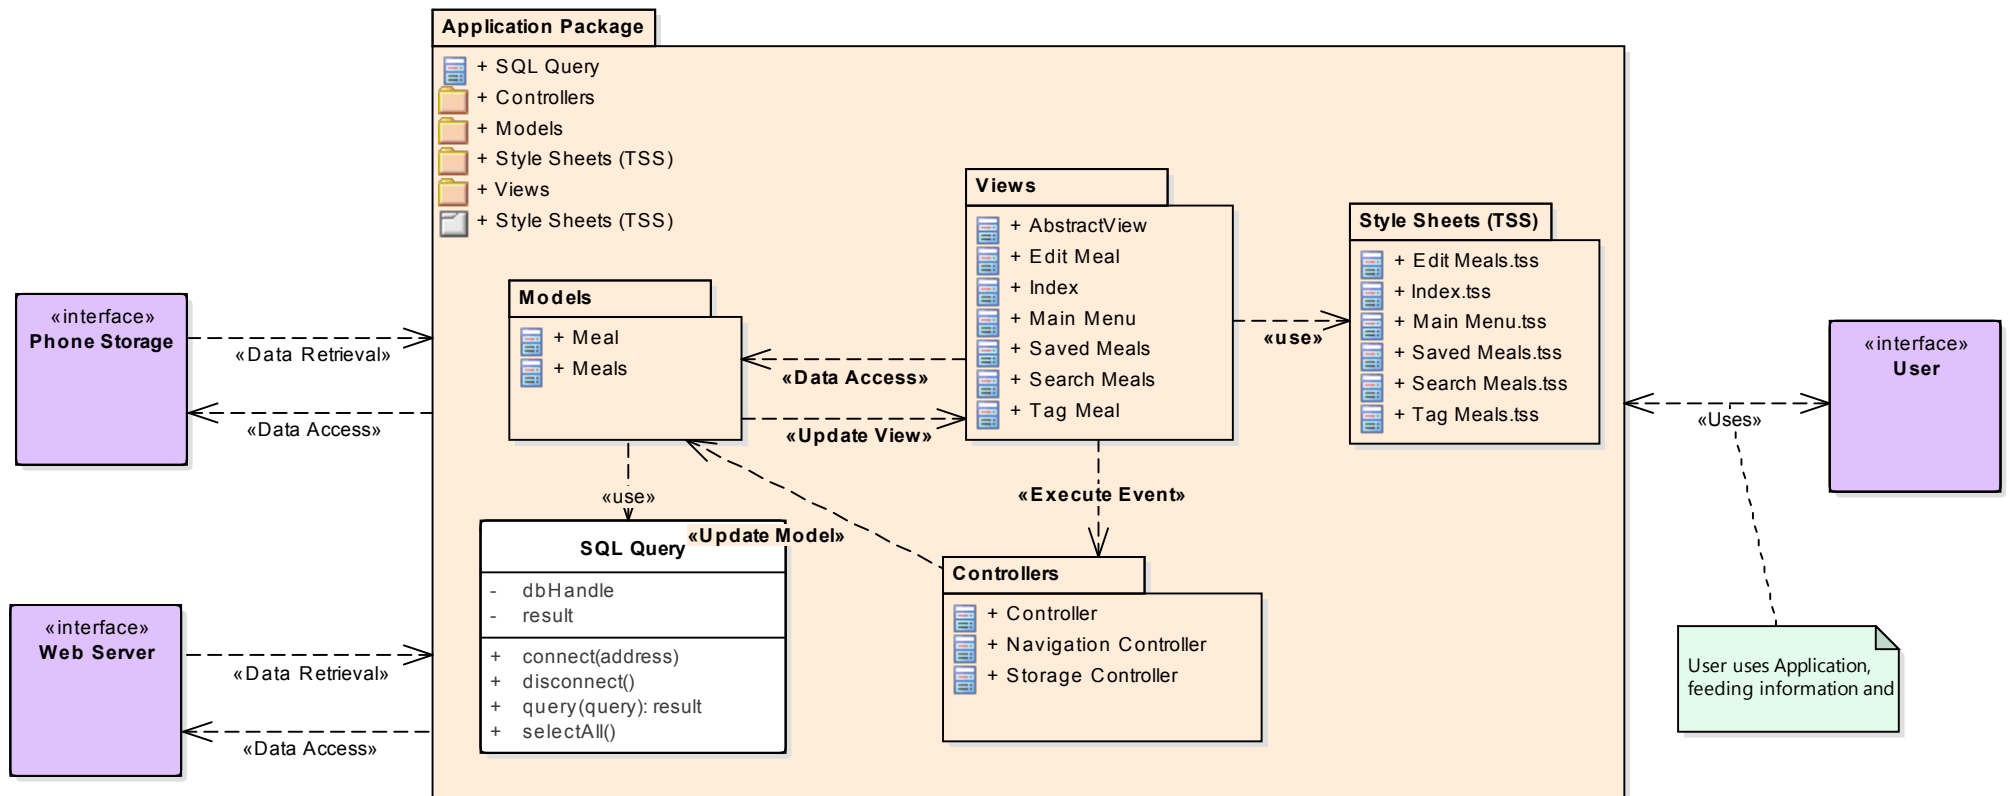 Application Package
+ SQL Query
+ Controllers
+ Models
+ Style Sheets (TSS)
+ Views
+ Style Sheets (TSS)
«interface»
Phone Storage
«Data Retrieval»
«Data Access»
«interface»
Web Server
«Data Retrieval»
«Data Access»
Models
+ Meal
+ Meals
«Data Access»
«Update View»
«use»
SQL Query
- dbHandle
- result
+ connect(address)
+ disconnect()
+ query(query): result
+ selectAll()
«Update Model»
Views
+ AbstractView
+ Edit Meal
+ Index
+ Main Menu
+ Saved Meals
+ Search Meals
+ Tag Meal
«use»
«Execute Event»
Controllers
+ Controller
+ Navigation Controller
+ Storage Controller
Style Sheets (TSS)
+ Edit Meals.tss
+ Index.tss
+ Main Menu.tss
+ Saved Meals.tss
+ Search Meals.tss
+ Tag Meals.tss
«Uses»
«interface»
User
User uses Application,
feeding information and